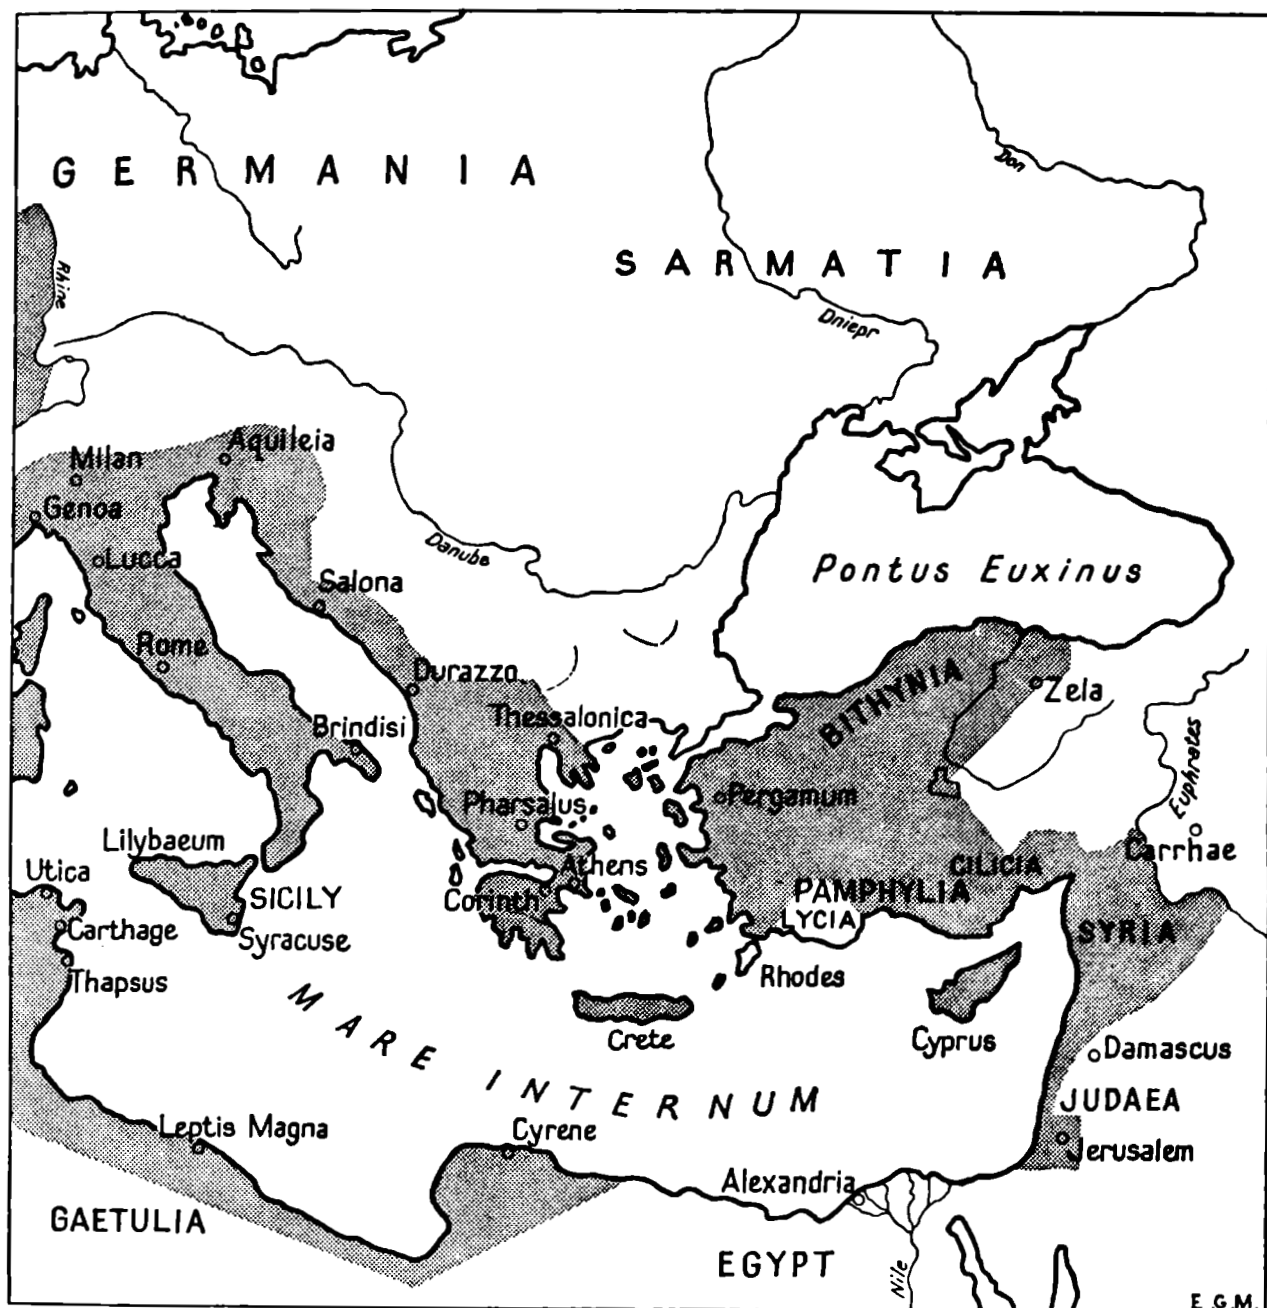 GERMANIA
Don
SARMATIA
Rhine
Dniepr
Aquileia
Milan
Genoa
Danube
Lucca
Pontus Euxinus
Salona
Rome
Durazzo
BITHYNIA
Zela
Brindisi
Thessalonica
Euphrates
Pergamum
Pharsalus
Lilybaeum
Carrhae
Utica
Athens
CILICIA
SICILY
Corinth
PAMPHYLIA
LYCIA
Carthage
Syracuse
SYRIA
Thapsus
Rhodes
MARE INTERNUM
Crete
Cyprus
Damascus
JUDAEA
Leptis Magna
Cyrene
Jerusalem
Alexandria
GAETULIA
EGYPT
Nile
E.G.M.